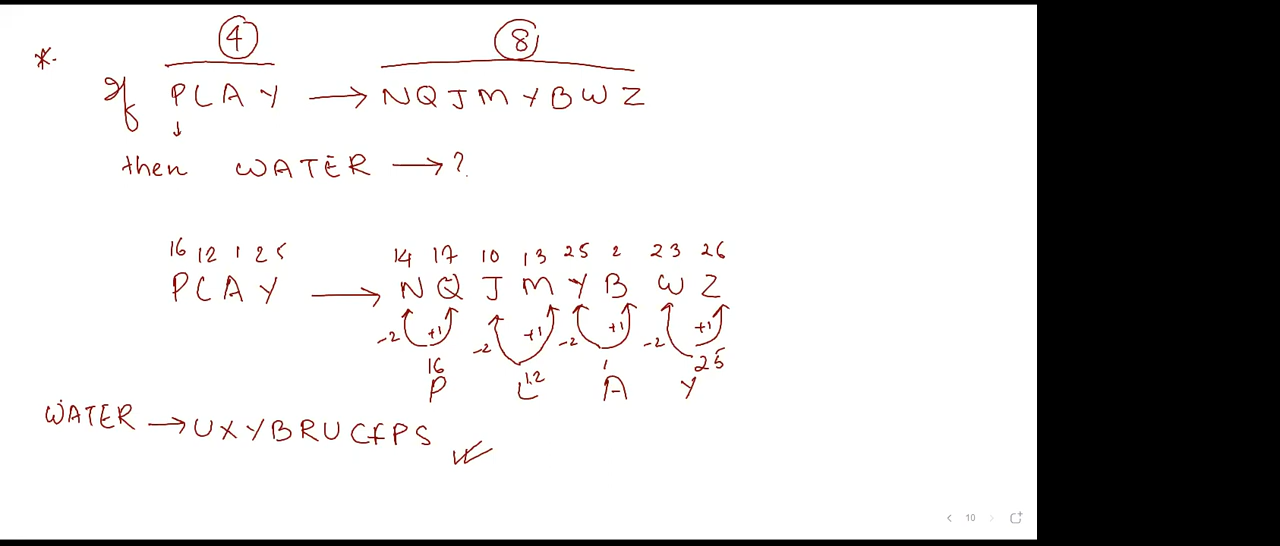 *. ④ ⑧
If PLAY → NQJMYBWZ
then WATER → ?
16 12 1 25 14 17 10 13 25 2 23 26
PLAY → NQJMYBWZ
-2 +1 -2 +1 -2 +1 -2 +1
16 12 1 25
P L A Y
WATER → UXYBRUCFPS
10